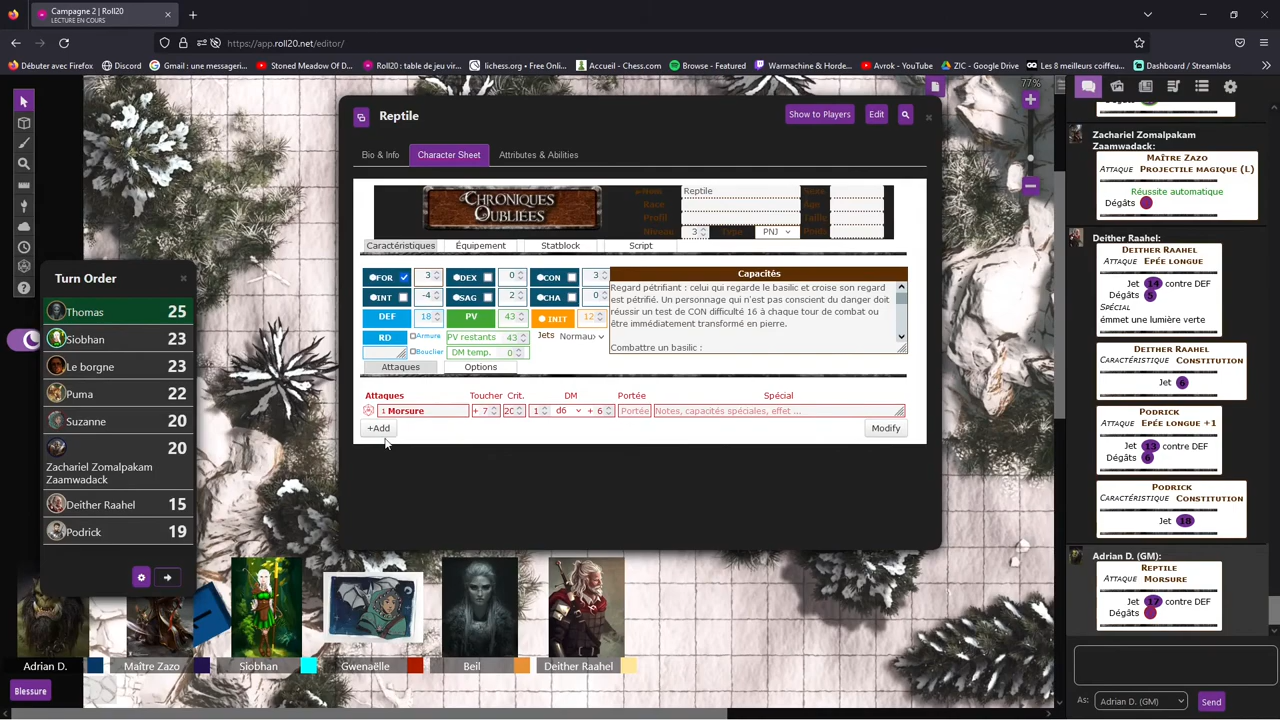 Campagne 2 | Roll20
LECTURE EN COURS
https://app.roll20.net/editor/
Débuter avec Firefox
Discord
Gmail : une messageri...
Stoned Meadow Of D...
Roll20 : table de jeu vir...
lichess.org • Free Onli...
Accueil - Chess.com
Browse - Featured
Warmachine & Horde...
Avrok - YouTube
ZIC - Google Drive
Les 8 meilleurs coiffeu...
Dashboard / Streamlabs
77%
Turn Order
Thomas 25
Siobhan 23
Le borgne 23
Puma 22
Suzanne 20
20
Zachariel Zomalpakam
Zaamwadack
Deither Raahel 15
Podrick 19
Reptile
Show to Players
Edit
Bio & Info
Character Sheet
Attributes & Abilities
CHRONIQUES
OUBLIÉES
Reptile
Race
Âge
Profil
Taille
Niveau 3 Type PNJ
Poids
Caractéristiques
Équipement
Statblock
Script
FOR 3 DEX 0 CON 3
INT -4 SAG 2 CHA 0
DEF 18 PV 43 INIT 12
RD Armure PV restants 43 Jets Normaux
Bouclier DM temp. 0
Capacités
Regard pétrifiant : celui qui regarde le basilic et croise son regard
est pétrifié. Un personnage qui n'est pas conscient du danger doit
réussir un test de CON difficulté 16 à chaque tour de combat ou
être immédiatement transformé en pierre.
Combattre un basilic :
Attaques
Options
Attaques Toucher Crit. DM Portée Spécial
1 Morsure + 7 20 1 d6 + 6 Portée Notes, capacités spéciales, effet ...
+Add
Modify
Zachariel Zomalpakam
Zaamwadack:
MAÎTRE ZAZO
ATTAQUE PROJECTILE MAGIQUE (L)
Réussite automatique
Dégâts
Deither Raahel:
DEITHER RAAHEL
ATTAQUE EPÉE LONGUE
Jet 14 contre DEF
Dégâts 5
SPÉCIAL
émmet une lumière verte
DEITHER RAAHEL
CARACTÉRISTIQUE CONSTITUTION
Jet 6
PODRICK
ATTAQUE EPÉE LONGUE +1
Jet 13 contre DEF
Dégâts 6
PODRICK
CARACTÉRISTIQUE CONSTITUTION
Jet 18
Adrian D. (GM):
REPTILE
ATTAQUE MORSURE
Jet 17 contre DEF
Dégâts
As: Adrian D. (GM)
Send
Adrian D.
Maître Zazo
Siobhan
Gwenaëlle
Beil
Deither Raahel
Blessure